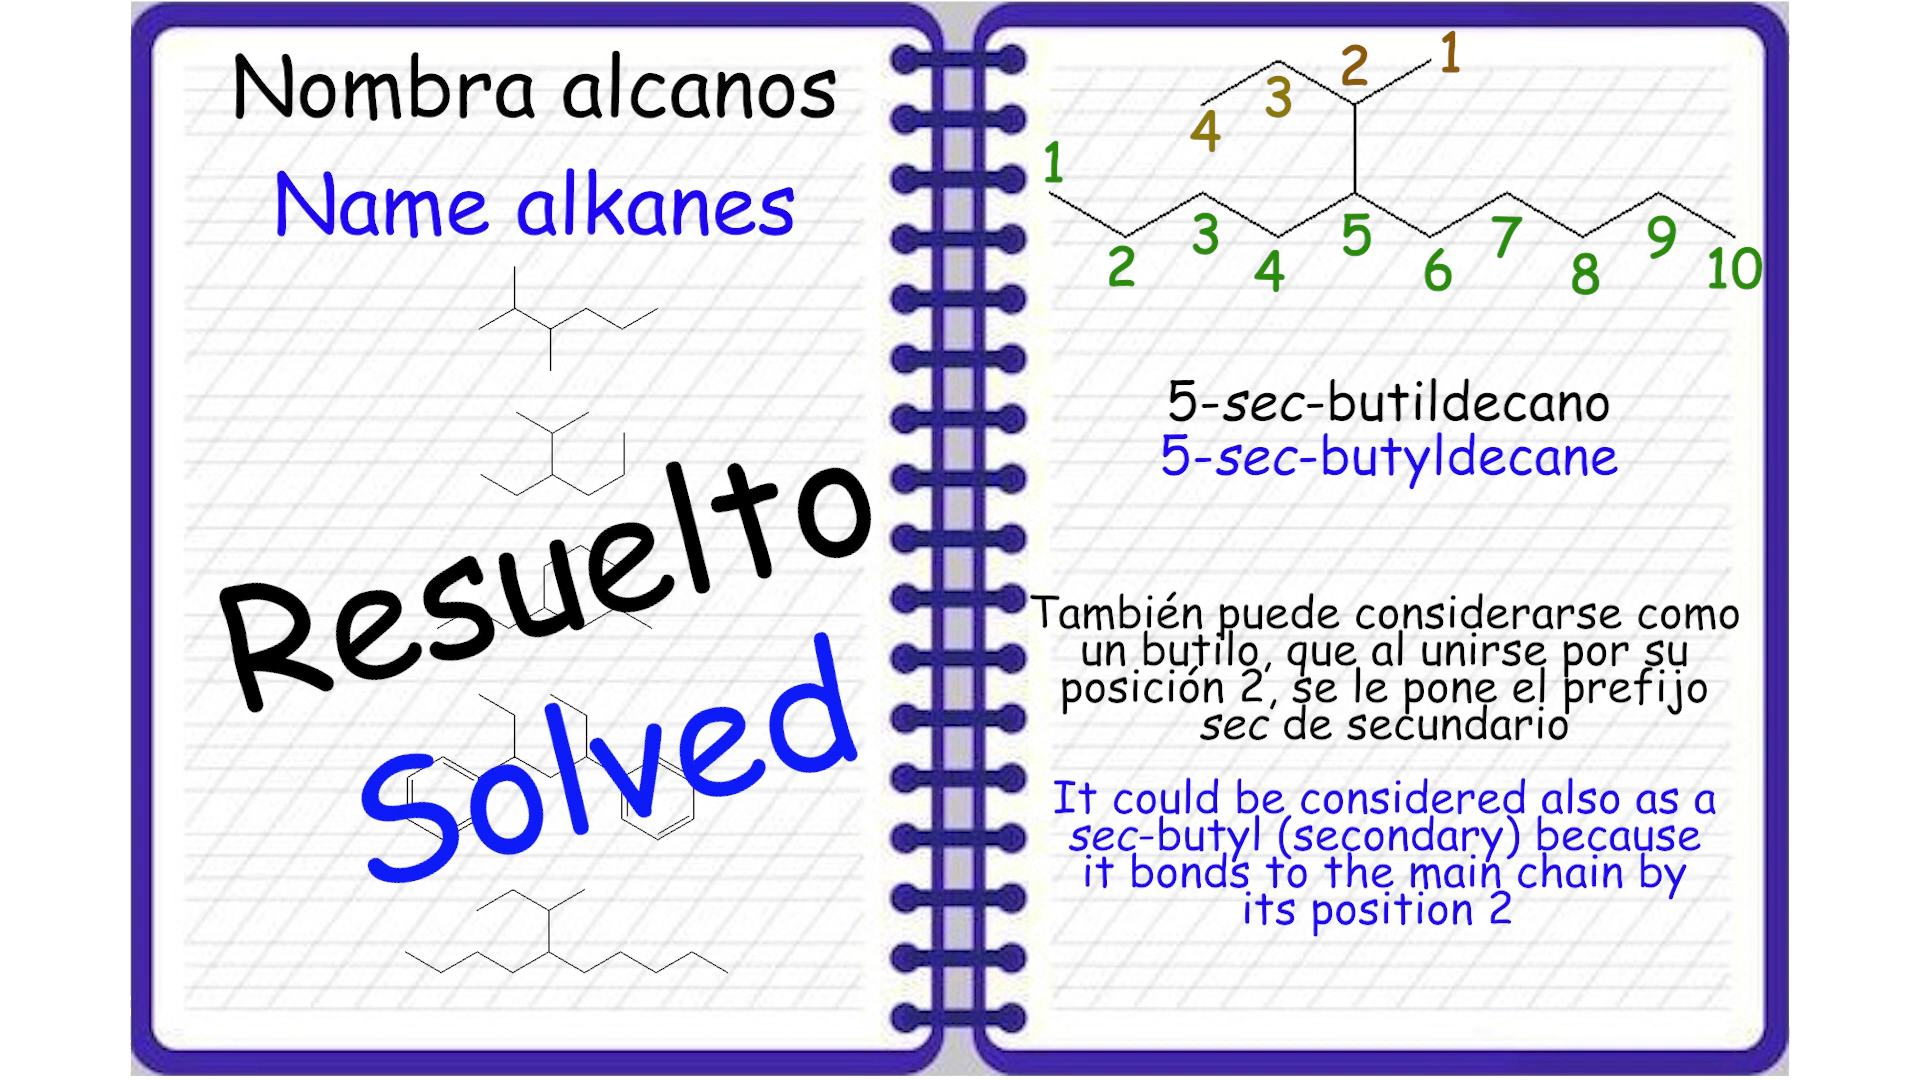 Nombra alcanos
Name alkanes
Resuelto
Solved
1
2
3
4
1
2
3
4
5
6
7
8
9
10
5-sec-butildecano
5-sec-butyldecane
También puede considerarse como
un butilo, que al unirse por su
posición 2, se le pone el prefijo
sec de secundario
It could be considered also as a
sec-butyl (secondary) because
it bonds to the main chain by
its position 2